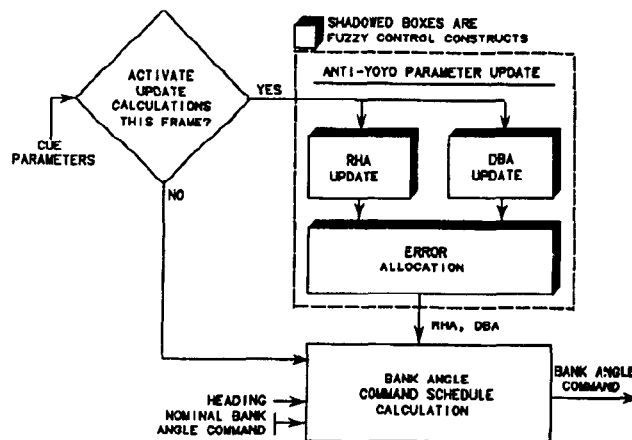 SHADOWED BOXES ARE
FUZZY CONTROL CONSTRUCTS
ANTI-YOYO PARAMETER UPDATE
ACTIVATE
UPDATE
CALCULATIONS
THIS FRAME?
YES
CUE
PARAMETERS
NO
RHA
UPDATE
DBA
UPDATE
ERROR
ALLOCATION
RHA, DBA
BANK ANGLE
COMMAND SCHEDULE
CALCULATION
BANK ANGLE
COMMAND
HEADING
NOMINAL BANK
ANGLE COMMAND